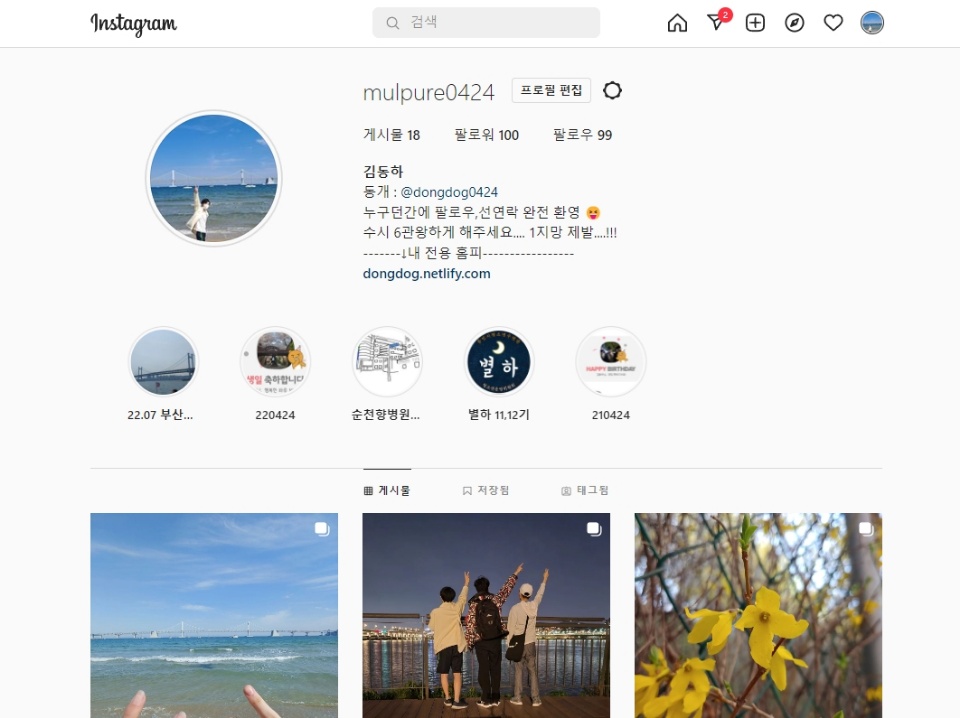 Instagram
검색
2
mulpure0424
프로필 편집
게시물 18 팔로워 100 팔로우 99
김동하
동개 : @dongdog0424
누구던간에 팔로우,선연락 완전 환영 😝
수시 6관왕하게 해주세요.... 1지망 제발....!!!
-------↓내 전용 홈피-----------------
dongdog.netlify.com
생일 축하합니다
별하
HAPPY BIRTHDAY
22.07 부산...
220424
순천향병원...
별하 11,12기
210424
게시물
저장됨
태그됨